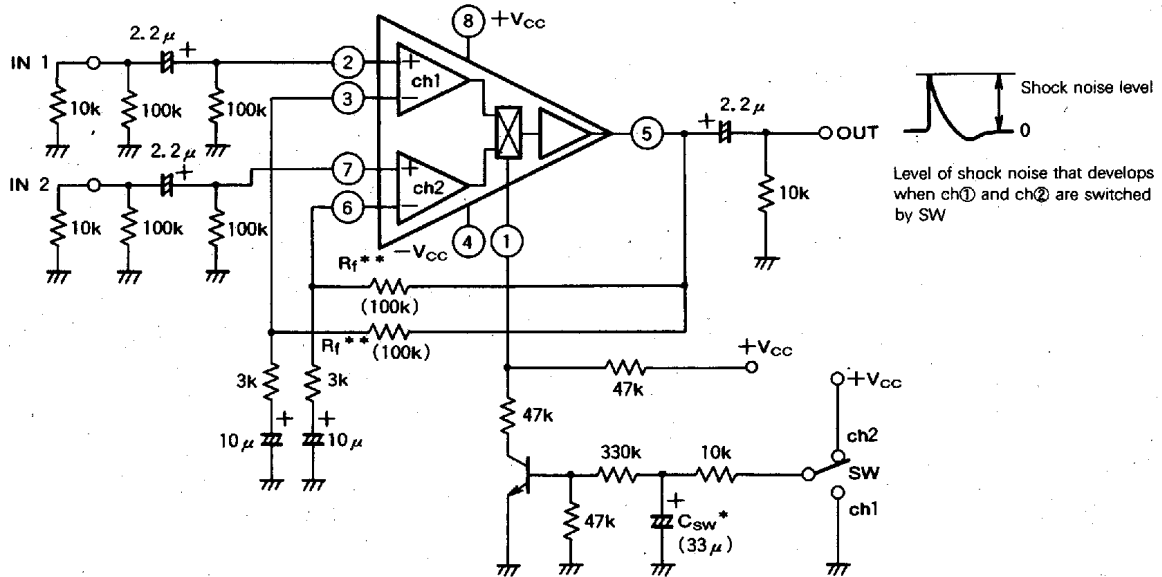 IN 1
2.2μ
+
10k
100k
100k
2
3
+
−
ch1
8
+VCC
IN 2
2.2μ
+
10k
100k
100k
7
6
+
−
ch2
4
−VCC
1
5
+
2.2μ
OUT
10k
Shock noise level
0
Level of shock noise that develops
when ch① and ch② are switched
by SW
Rf**
(100k)
Rf**
(100k)
3k
3k
+
10μ
+
10μ
47k
+VCC
47k
330k
10k
47k
+
CSW*
(33μ)
+VCC
ch2
SW
ch1